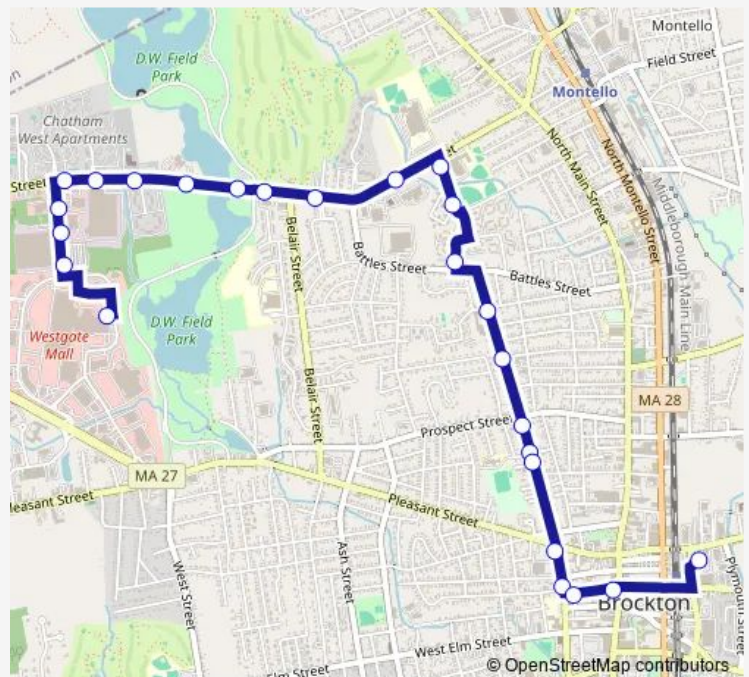 D.W. Field
Park
Montello
Field Street
Montello
Chatham
West Apartments
Street
North Main Street
North Montello Street
Middleborough Main Line
Belair Street
Battles Street
Battles Street
D.W. Field
Park
Westgate
Mall
Belair Street
Prospect Street
MA 28
MA 27
Pleasant Street
Ash Street
West Street
Plymouth Street
Brockton
West Elm Street
Elm Street
© OpenStreetMap contributors